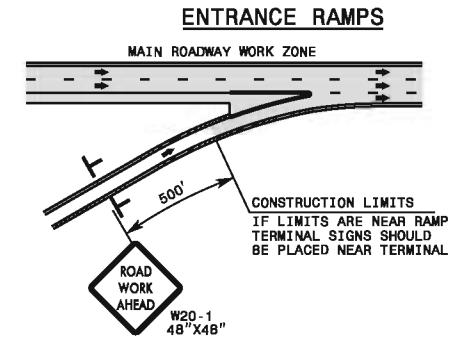 ENTRANCE RAMPS
MAIN ROADWAY WORK ZONE
500'
CONSTRUCTION LIMITS
IF LIMITS ARE NEAR RAMP
TERMINAL SIGNS SHOULD
BE PLACED NEAR TERMINAL
ROAD
WORK
AHEAD
W20-1
48"X48"